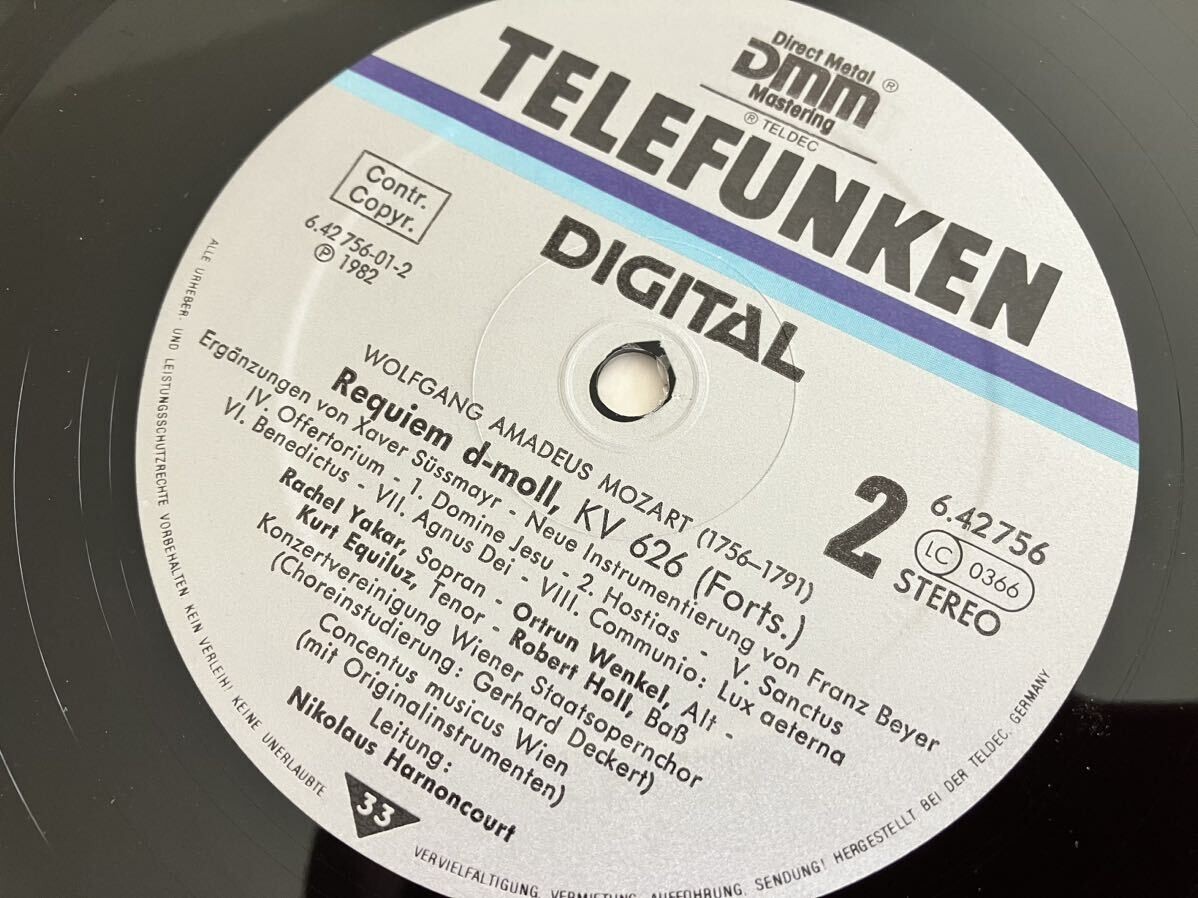 Direct Metal
DMM ®
Mastering
® TELDEC
TELEFUNKEN
DIGITAL
Contr.
Copyr.
6.42 756-01-2
℗ 1982
2
6.42756
LC 0366
STEREO
WOLFGANG AMADEUS MOZART (1756–1791)
Requiem d-moll, KV 626 (Forts.)
Ergänzungen von Xaver Süssmayr - Neue Instrumentierung von Franz Beyer
IV. Offertorium - 1. Domine Jesu - 2. Hostias - V. Sanctus
VI. Benedictus - VII. Agnus Dei - VIII. Communio: Lux aeterna
Rachel Yakar, Sopran - Ortrun Wenkel, Alt -
Kurt Equiluz, Tenor - Robert Holl, Baß
Konzertvereinigung Wiener Staatsopernchor
(Choreinstudierung: Gerhard Deckert)
Concentus musicus Wien
(mit Originalinstrumenten)
Leitung:
Nikolaus Harnoncourt
33
ALLE URHEBER- UND LEISTUNGSSCHUTZRECHTE VORBEHALTEN KEIN VERLEIH! KEINE UNERLAUBTE
VERVIELFÄLTIGUNG, VERMIETUNG, AUFFÜHRUNG, SENDUNG! HERGESTELLT BEI DER TELDEC, GERMANY